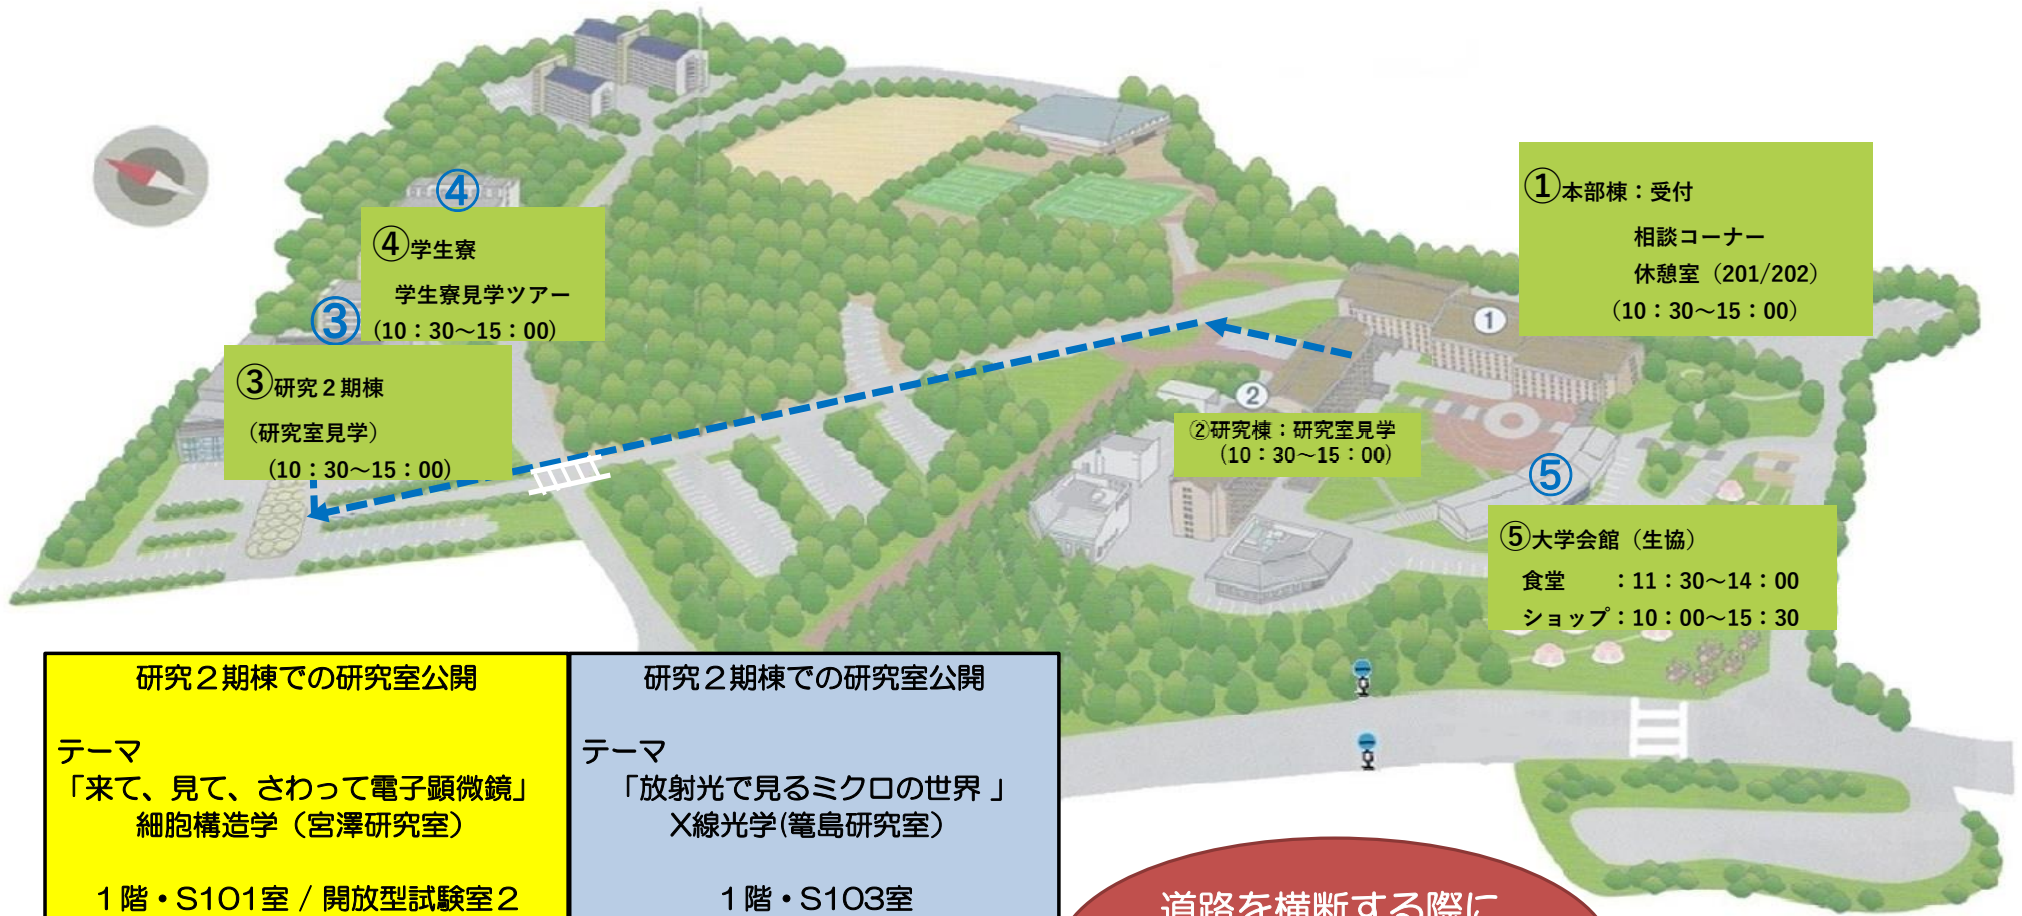 ①本部棟：受付
相談コーナー
休憩室（201/202）
（10：30～15：00）
①
④
④学生寮
学生寮見学ツアー
（10：30～15：00）
③
③研究２期棟
（研究室見学）
（10：30～15：00）
②
②研究棟：研究室見学
（10：30～15：00）
⑤
⑤大学会館（生協）
食堂　　：11：30～14：00
ショップ：10：00～15：30
研究２期棟での研究室公開
テーマ
「来て、見て、さわって電子顕微鏡」
細胞構造学（宮澤研究室）
１階・S101室 / 開放型試験室２
研究２期棟での研究室公開
テーマ
「放射光で見るミクロの世界 」
X線光学(篭島研究室）
１階・S103室
道路を横断する際に